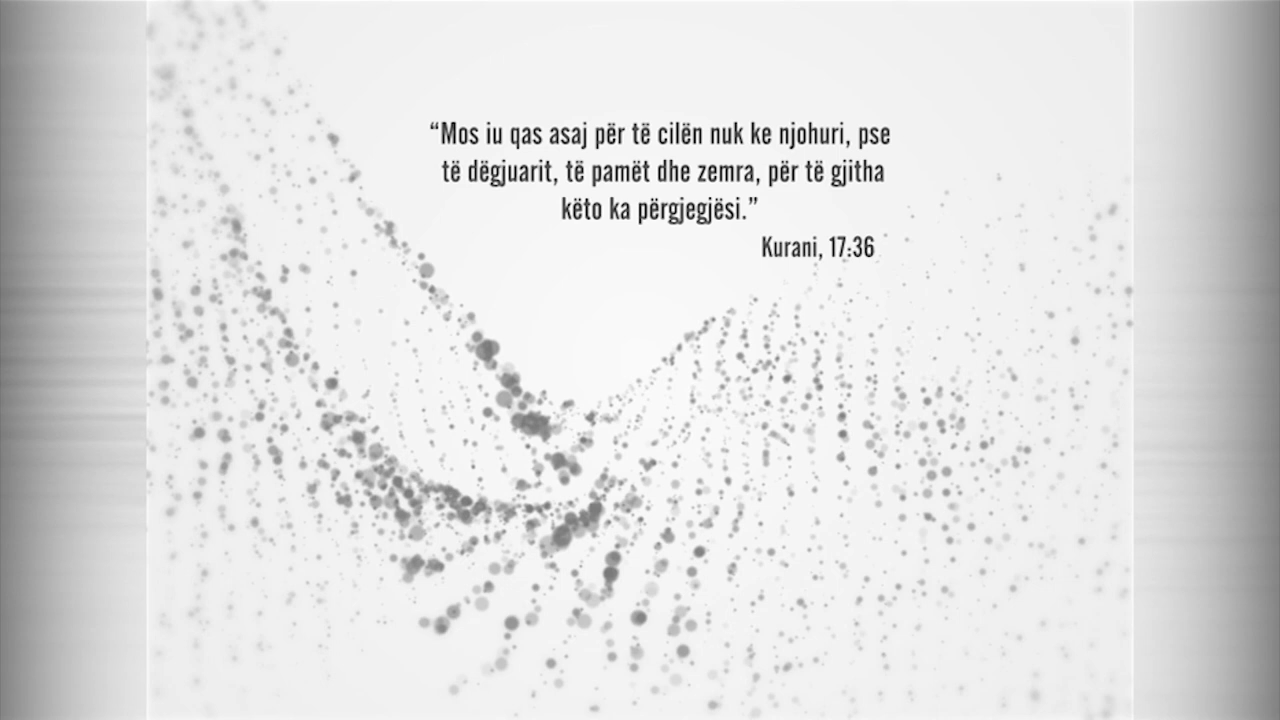 “Mos iu qas asaj për të cilën nuk ke njohuri, pse
të dëgjuarit, të pamët dhe zemra, për të gjitha
këto ka përgjegjësi.”
Kurani, 17:36